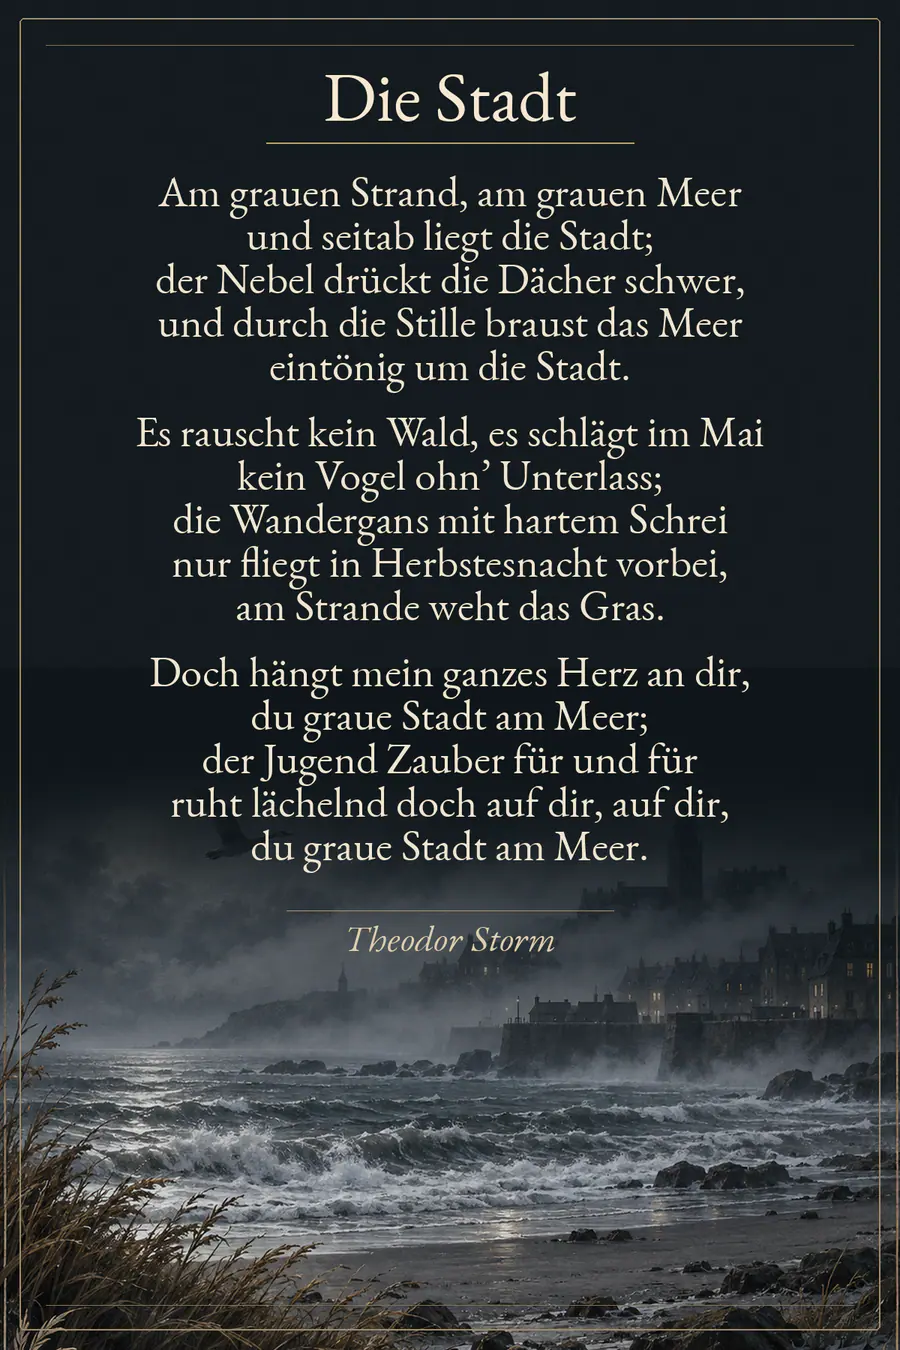 Die Stadt
Am grauen Strand, am grauen Meer
und seitab liegt die Stadt;
der Nebel drückt die Dächer schwer,
und durch die Stille braust das Meer
eintönig um die Stadt.
Es rauscht kein Wald, es schlägt im Mai
kein Vogel ohn’ Unterlass;
die Wandergans mit hartem Schrei
nur fliegt in Herbstesnacht vorbei,
am Strande weht das Gras.
Doch hängt mein ganzes Herz an dir,
du graue Stadt am Meer;
der Jugend Zauber für und für
ruht lächelnd doch auf dir, auf dir,
du graue Stadt am Meer.
Theodor Storm